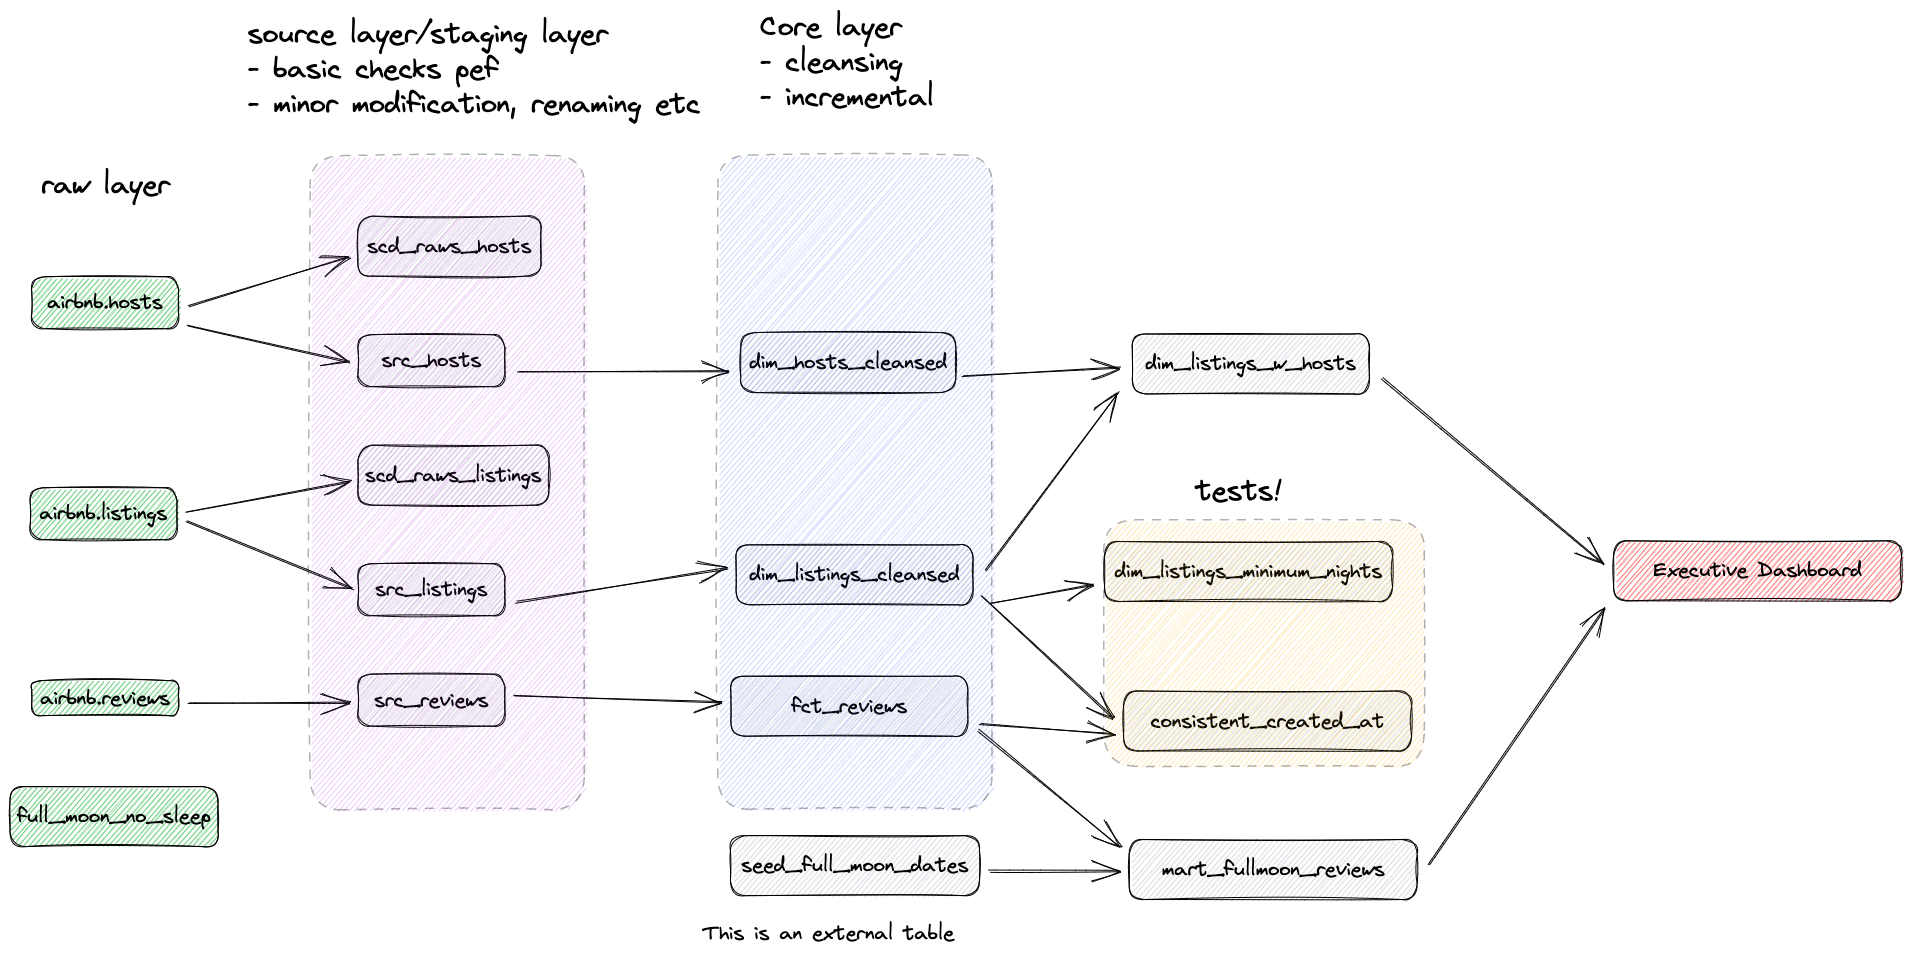 source layer/staging layer
- basic checks pef
- minor modification, renaming etc
Core layer
- cleansing
- incremental
raw layer
airbnb.hosts
airbnb.listings
airbnb.reviews
full_moon_no_sleep
scd_raws_hosts
src_hosts
scd_raws_listings
src_listings
src_reviews
dim_hosts_cleansed
dim_listings_cleansed
fct_reviews
seed_full_moon_dates
This is an external table
dim_listings_w_hosts
tests!
dim_listings_minimum_nights
consistent_created_at
mart_fullmoon_reviews
Executive Dashboard